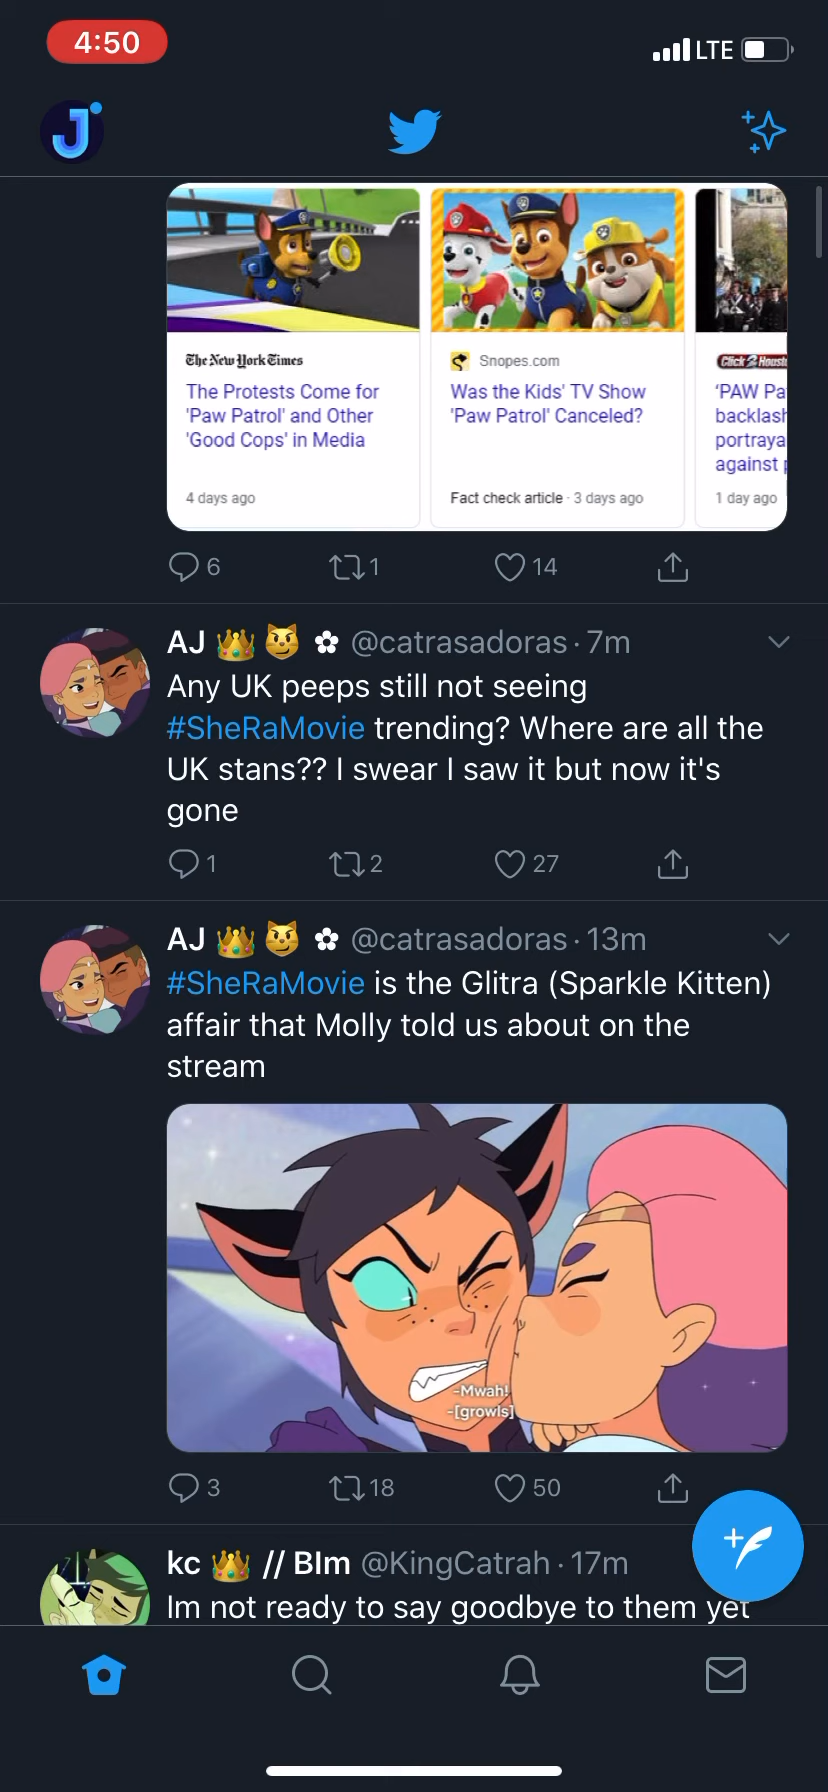 4:50
LTE
J
The New York Times
Snopes.com
Click 2 Houst
The Protests Come for
'Paw Patrol' and Other
'Good Cops' in Media
Was the Kids' TV Show
'Paw Patrol' Canceled?
'PAW Pa
backlash
portraya
against
4 days ago
Fact check article · 3 days ago
1 day ago
6
1
14
AJ 👑 😼 ✿ @catrasadoras · 7m
Any UK peeps still not seeing
#SheRaMovie trending? Where are all the
UK stans?? I swear I saw it but now it's
gone
1
2
27
AJ 👑 😼 ✿ @catrasadoras · 13m
#SheRaMovie is the Glitra (Sparkle Kitten)
affair that Molly told us about on the
stream
-Mwah!
-[growls]
3
18
50
kc 👑 // Blm @KingCatrah · 17m
Im not ready to say goodbye to them yet